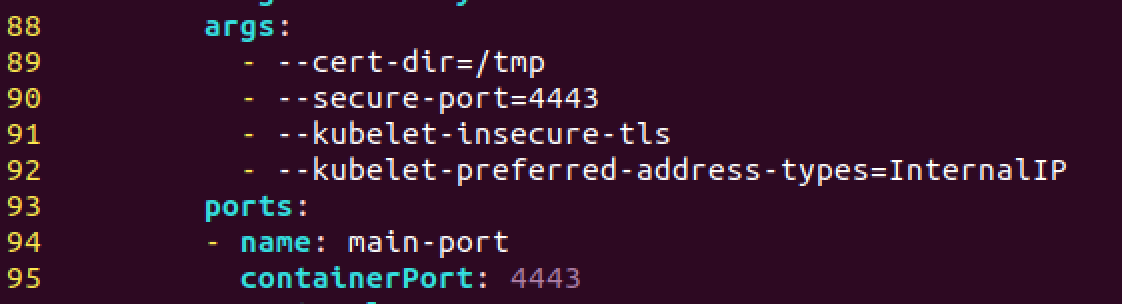 88 args:
89 - --cert-dir=/tmp
90 - --secure-port=4443
91 - --kubelet-insecure-tls
92 - --kubelet-preferred-address-types=InternalIP
93 ports:
94 - name: main-port
95 containerPort: 4443